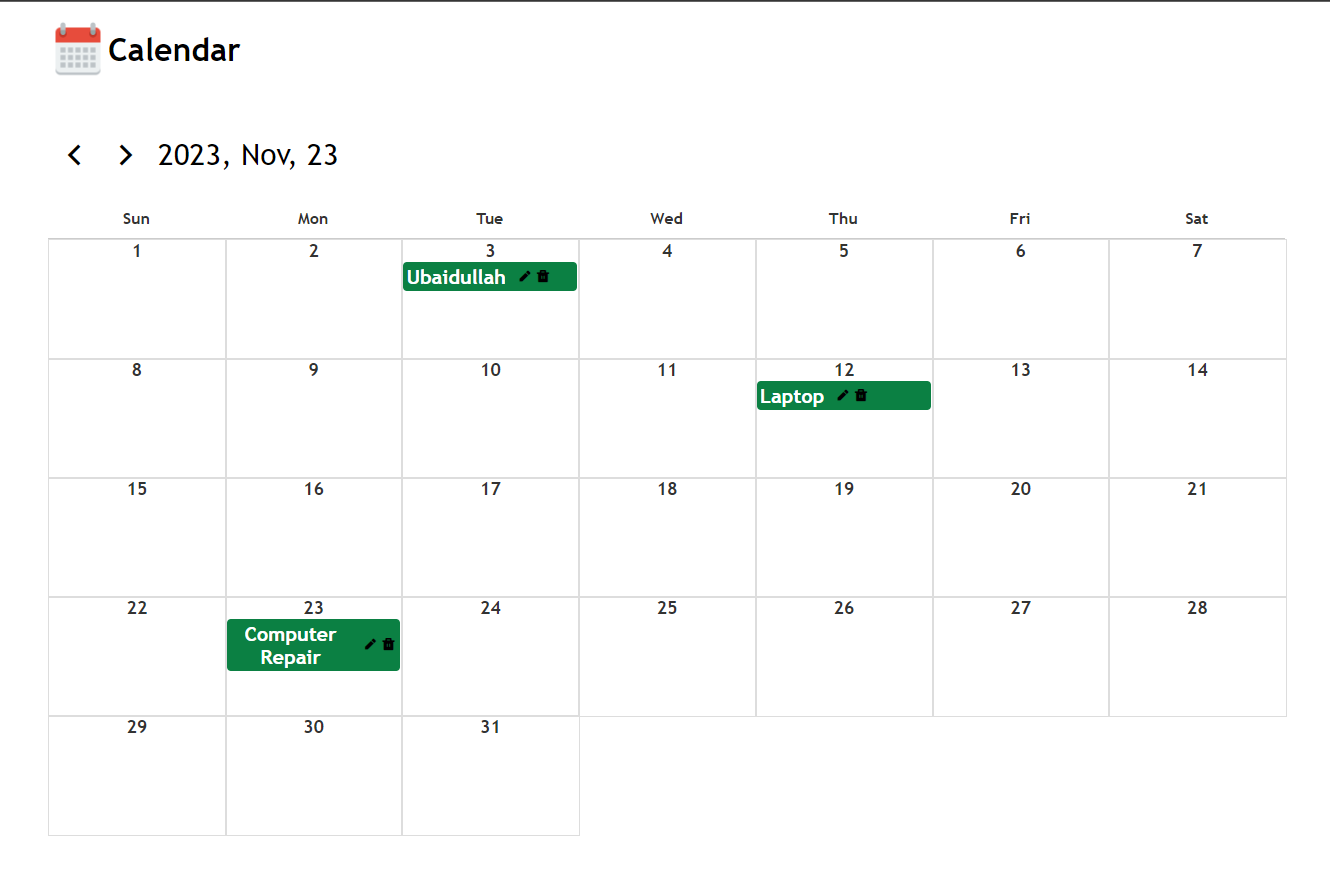 Calendar
2023, Nov, 23
Sun Mon Tue Wed Thu Fri Sat
1 2 3 4 5 6 7
Ubaidullah
8 9 10 11 12 13 14
Laptop
15 16 17 18 19 20 21
22 23 24 25 26 27 28
Computer
Repair
29 30 31